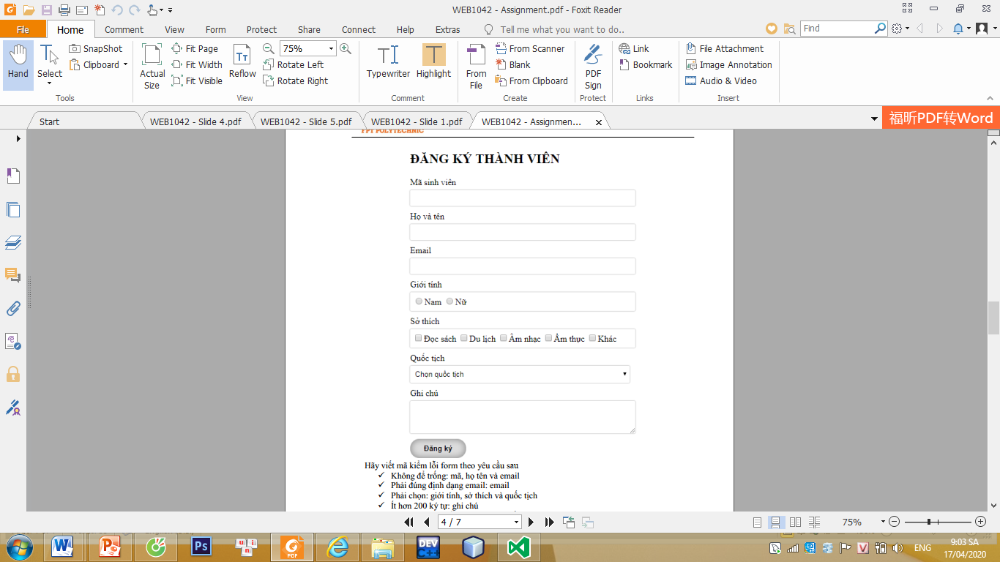 WEB1042 - Assignment.pdf - Foxit Reader
File Home Comment View Form Protect Share Connect Help Extras Tell me what you want to do.. Find
Hand Select SnapShot Clipboard Actual Size Fit Page Fit Width Fit Visible Reflow 75% Rotate Left Rotate Right Typewriter Highlight From File From Scanner Blank From Clipboard PDF Sign Link Bookmark File Attachment Image Annotation Audio & Video
Tools View Comment Create Protect Links Insert
Start WEB1042 - Slide 4.pdf WEB1042 - Slide 5.pdf WEB1042 - Slide 1.pdf WEB1042 - Assignmen... 福昕PDF转Word
FPT POLYTECHNIC
ĐĂNG KÝ THÀNH VIÊN
Mã sinh viên
Họ và tên
Email
Giới tính
Nam Nữ
Sở thích
Đọc sách Du lịch Âm nhạc Ẩm thực Khác
Quốc tịch
Chọn quốc tịch
Ghi chú
Đăng ký
Hãy viết mã kiểm lỗi form theo yêu cầu sau
✓ Không để trống: mã, họ tên và email
✓ Phải đúng định dạng email: email
✓ Phải chọn: giới tính, sở thích và quốc tịch
✓ Ít hơn 200 ký tự: ghi chú
4 / 7 75%
W P Ps u i n PDF DEV C++ V ENG 9:03 SA
17/04/2020